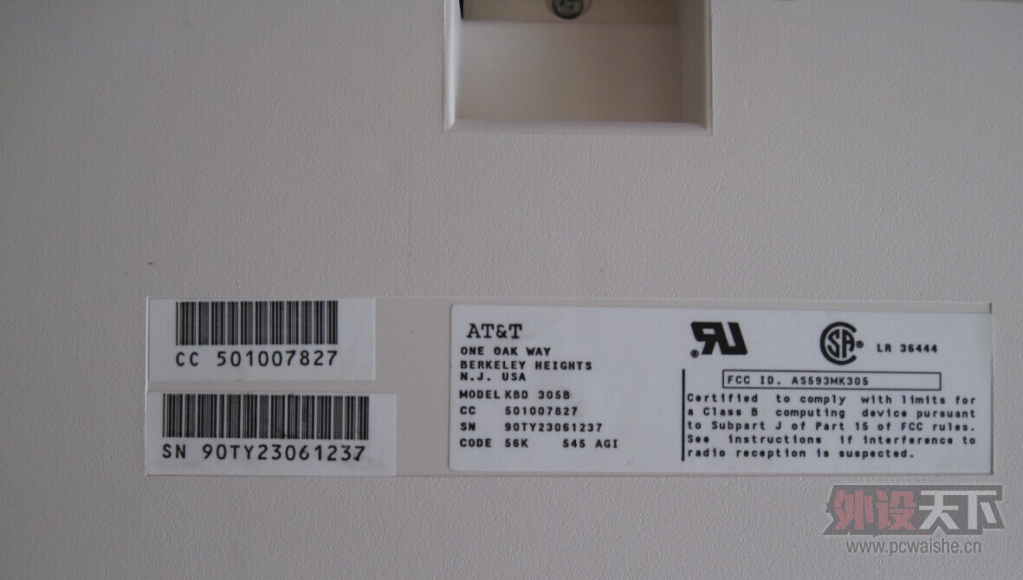 CC 501007827
SN 90TY23061237
AT&T
ONE OAK WAY
BERKELEY HEIGHTS
N.J. USA
MODEL KBD 305B
CC 501007827
SN 90TY23061237
CODE 56K 545 AGI
RU®
SA® LR 36444
FCC ID. AS593MK305
Certified to comply with limits for
a Class B computing device pursuant
to Subpart J of Part 15 of FCC rules.
See instructions if interference to
radio reception is suspected.
外设天下
www.pcwaishe.cn